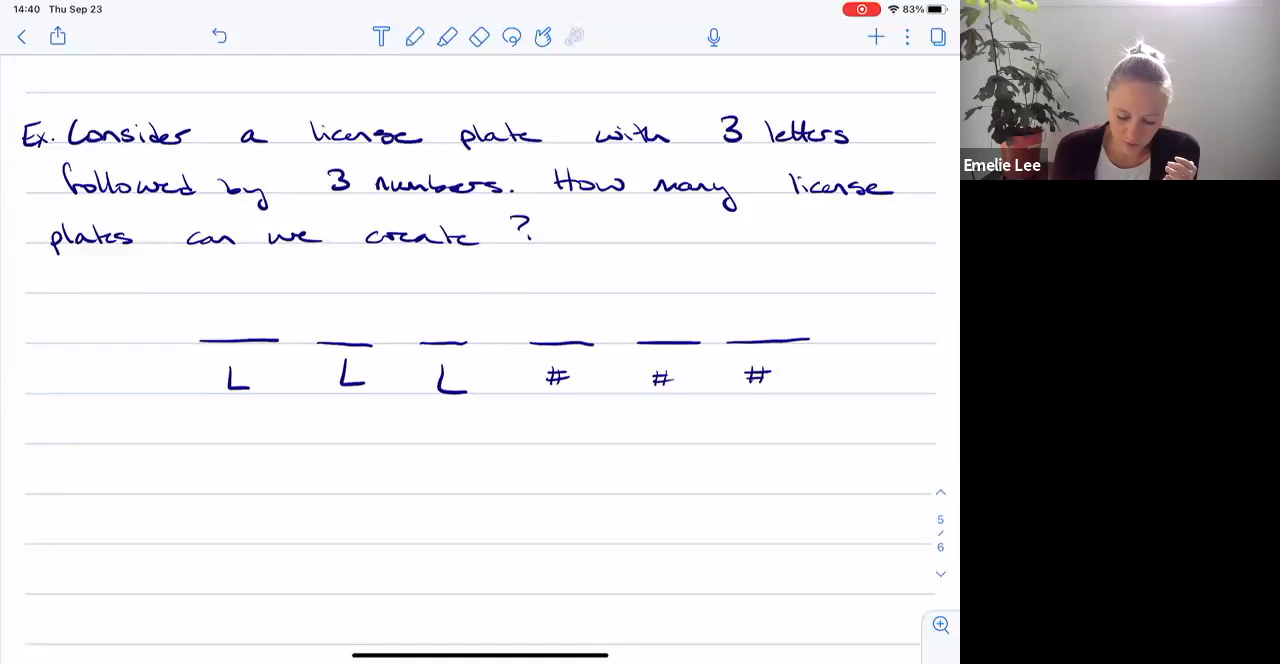 14:40 Thu Sep 23
83%
Ex. Consider a license plate with 3 letters
followed by 3 numbers. How many license
plates can we create ?
L L L # # #
Emelie Lee
5
/
6